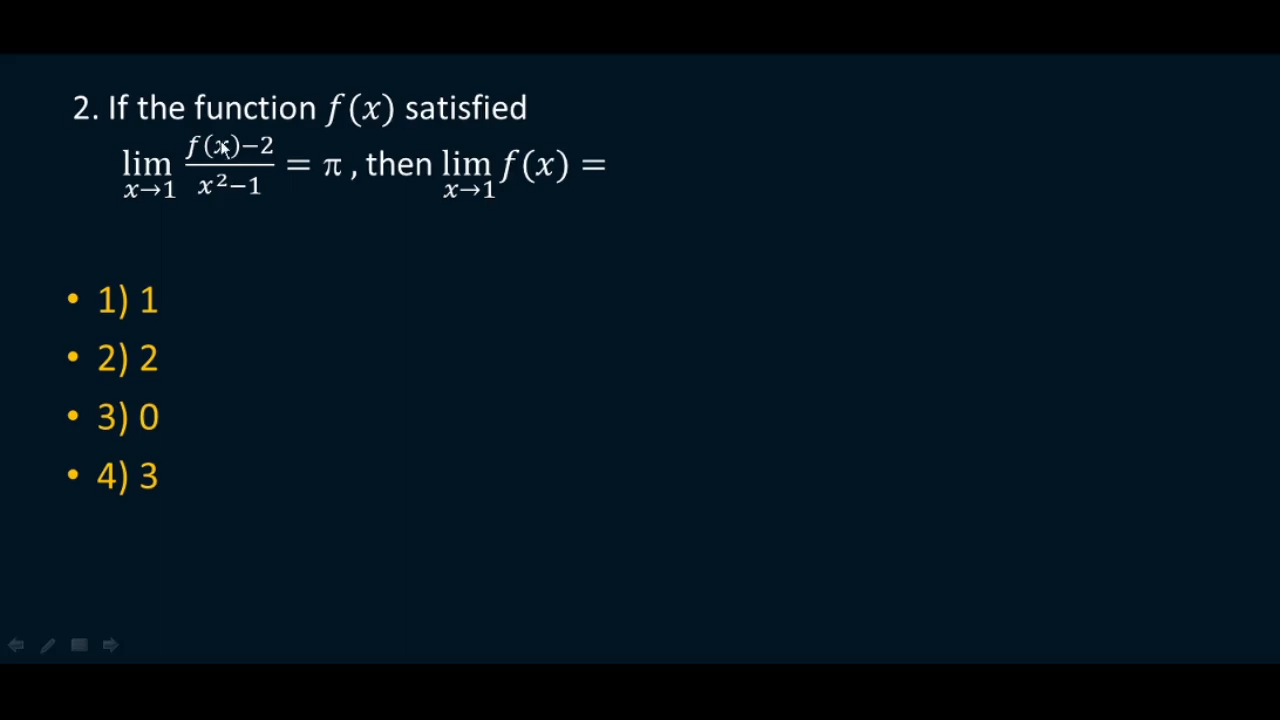 2. If the function f(x) satisfied
lim x→1 f(x)−2 / x²−1 = π , then lim x→1 f(x) =
• 1) 1
• 2) 2
• 3) 0
• 4) 3